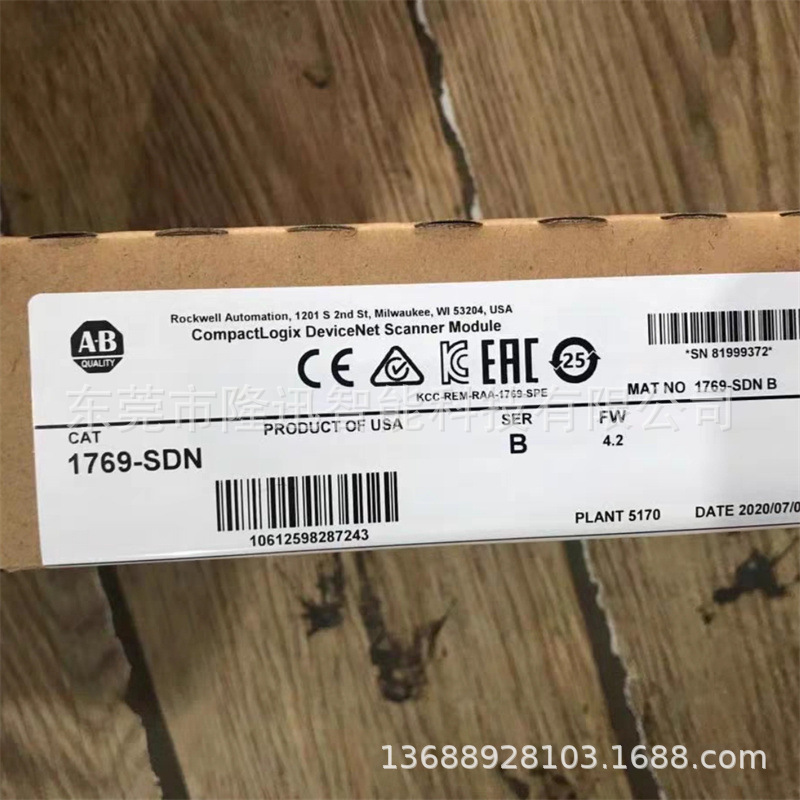 Rockwell Automation, 1201 S 2nd St, Milwaukee, WI 53204, USA
CompactLogix DeviceNet Scanner Module
A-B
QUALITY
CE
EAC
25
KCC-REM-RAA-1769-SPE
*SN 81999372*
MAT NO 1769-SDN B
东莞市隆迅智能科技有限公司
CAT
1769-SDN
PRODUCT OF USA
SER
B
FW
4.2
10612598287243
PLANT 5170
DATE 2020/07/0
13688928103.1688.com